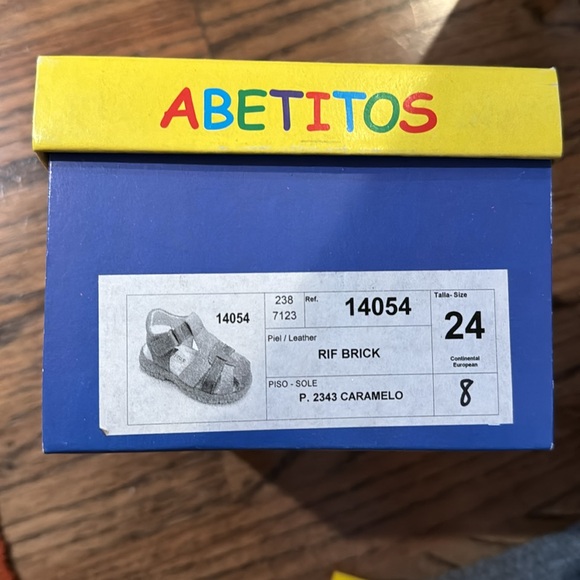 ABETITOS
14054
238
7123
Ref.
14054
Talla- Size
24
Continental
European
Piel / Leather
RIF BRICK
PISO - SOLE
P. 2343 CARAMELO
8